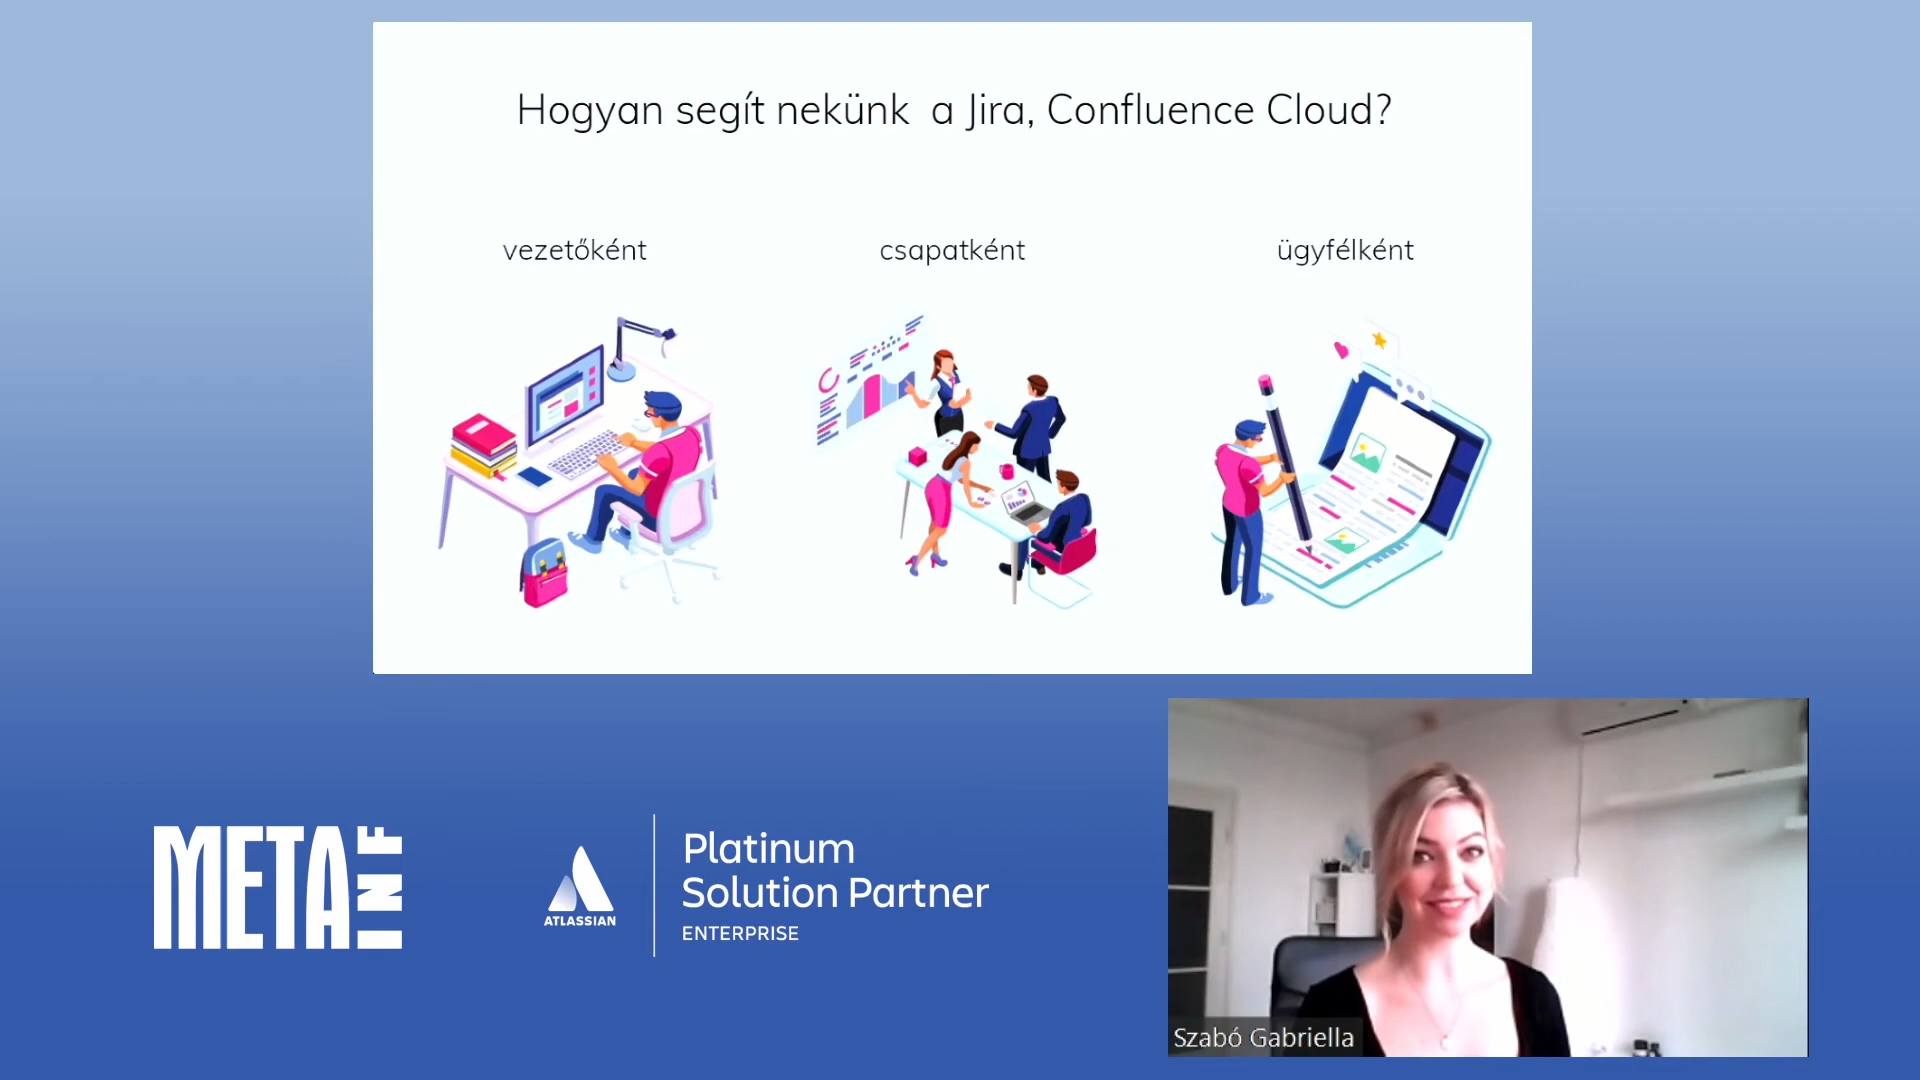 Hogyan segít nekünk a Jira, Confluence Cloud?
vezetőként
csapatként
ügyfélként
META
INF
ATLASSIAN
Platinum
Solution Partner
ENTERPRISE
Szabó Gabriella